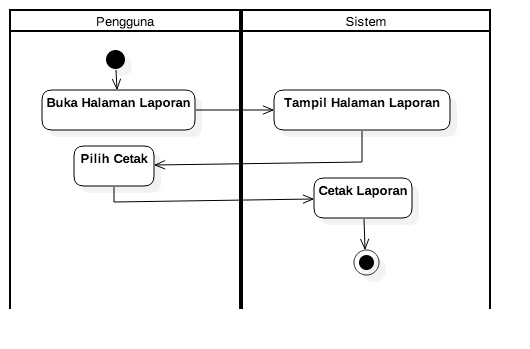 Pengguna
Sistem
Buka Halaman Laporan
Tampil Halaman Laporan
Pilih Cetak
Cetak Laporan